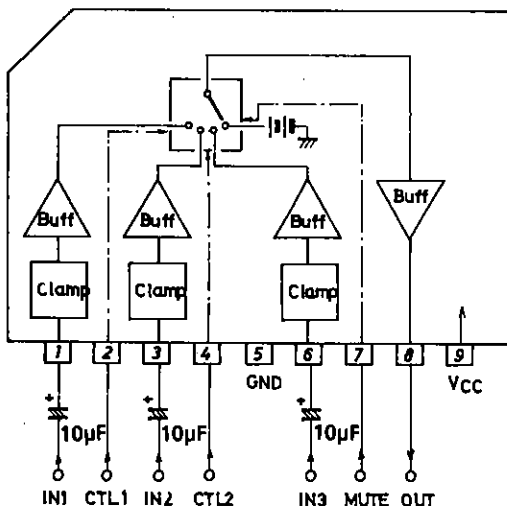 Buff Buff Buff Buff
Clamp Clamp Clamp
1 2 3 4 5 6 7 8 9
GND VCC
+ + +
10μF 10μF 10μF
IN1 CTL1 IN2 CTL2 IN3 MUTE OUT